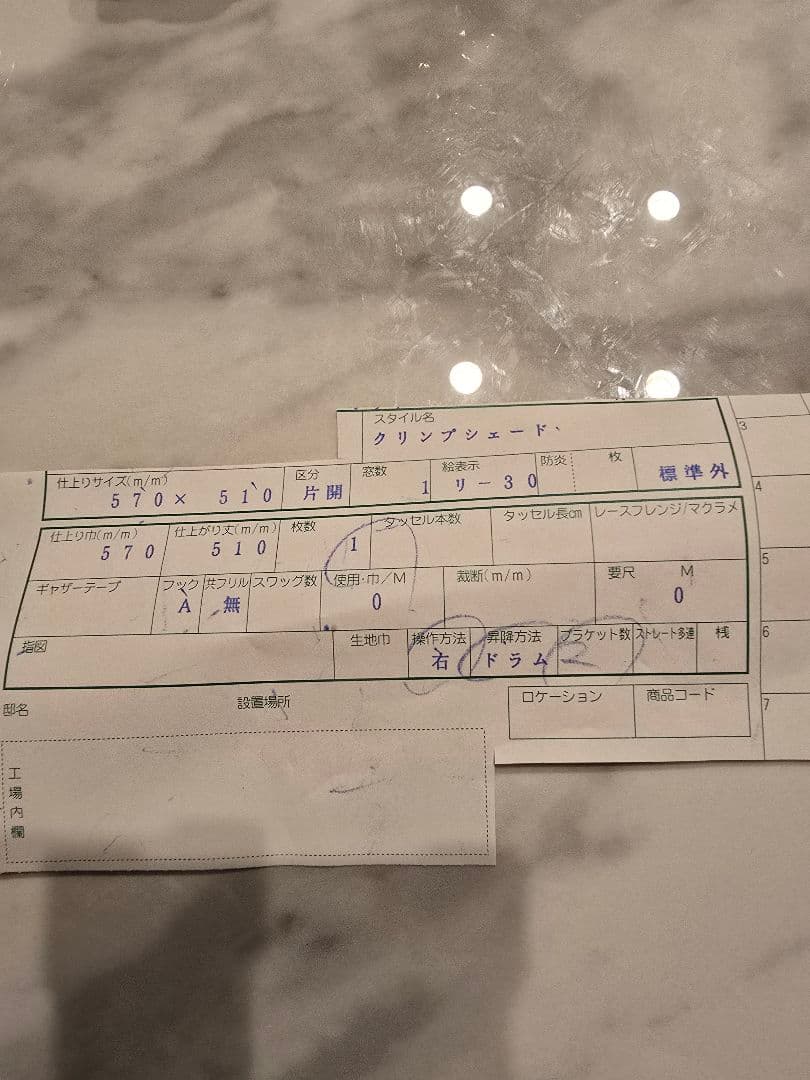 スタイル名
クリンプシェード
仕上りサイズ(m/m) 区分 窓数 絵表示 防炎 枚 標準外
570× 510 片開 1 リー30
仕上り巾(m/m) 仕上がり丈(m/m) 枚数 タッセル本数 タッセル長cm レースフレンジ/マクラメ
570 510 1
ギャザーテープ フック 共フリル スワッグ数 使用·巾/M 裁断(m/m) 要尺 M
A 無 0 0
指図 生地巾 操作方法 昇降方法 ブラケット数 ストレート多連 桟
右 ドラム 2
邸名 設置場所 ロケーション 商品コード
工場内欄
3
4
5
6
7